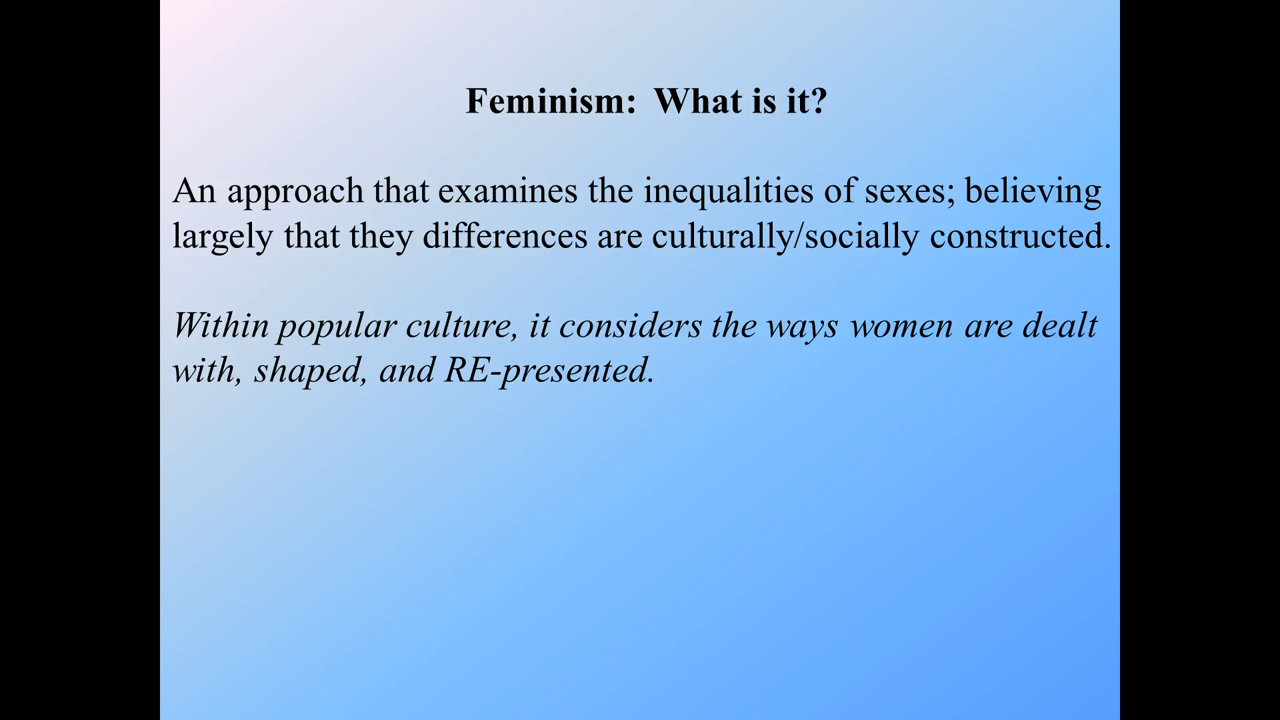 Feminism:  What is it?
An approach that examines the inequalities of sexes; believing
largely that they differences are culturally/socially constructed.
Within popular culture, it considers the ways women are dealt
with, shaped, and RE-presented.